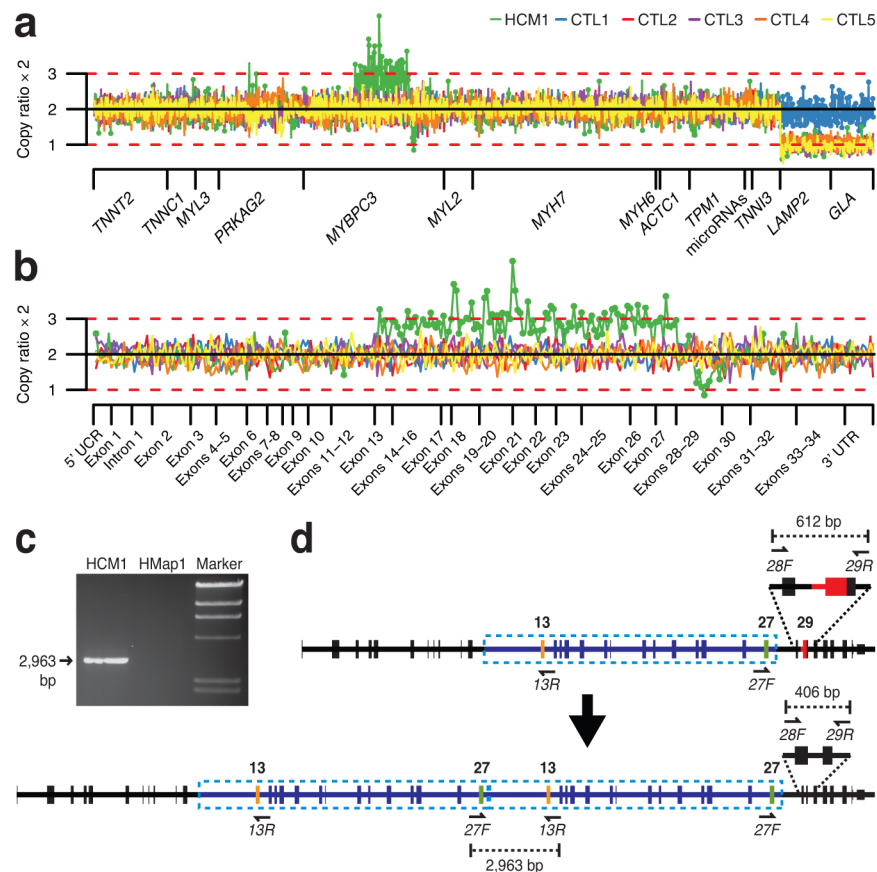 a
HCM1 CTL1 CTL2 CTL3 CTL4 CTL5
Copy ratio × 2
3
2
1
TNNT2 TNNC1 MYL3 PRKAG2 MYBPC3 MYL2 MYH7 MYH6 ACTC1 TPM1 microRNAs TNNI3 LAMP2 GLA
b
Copy ratio × 2
3
2
1
5' UCR Exon 1 Intron 1 Exon 2 Exon 3 Exons 4–5 Exon 6 Exons 7-8 Exon 9 Exon 10 Exons 11–12 Exon 13 Exons 14–16 Exon 17 Exon 18 Exons 19–20 Exon 21 Exon 22 Exon 23 Exons 24–25 Exon 26 Exon 27 Exons 28–29 Exon 30 Exons 31–32 Exons 33–34 3' UTR
c
HCM1 HMap1 Marker
2,963
bp
d
612 bp
28F 29R
13 27 29
13R 27F
406 bp
28F 29R
13 27 13 27
13R 27F 13R 27F
2,963 bp